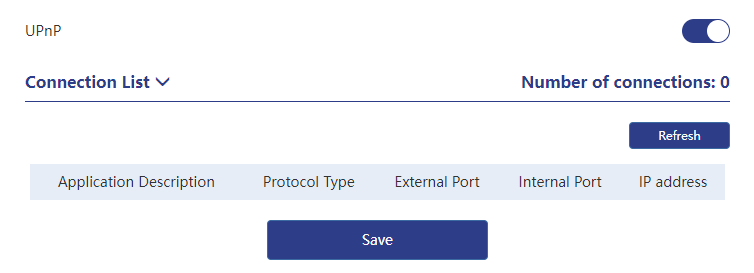 UPnP
Connection List Number of connections: 0
Refresh
Application Description Protocol Type External Port Internal Port IP address
Save